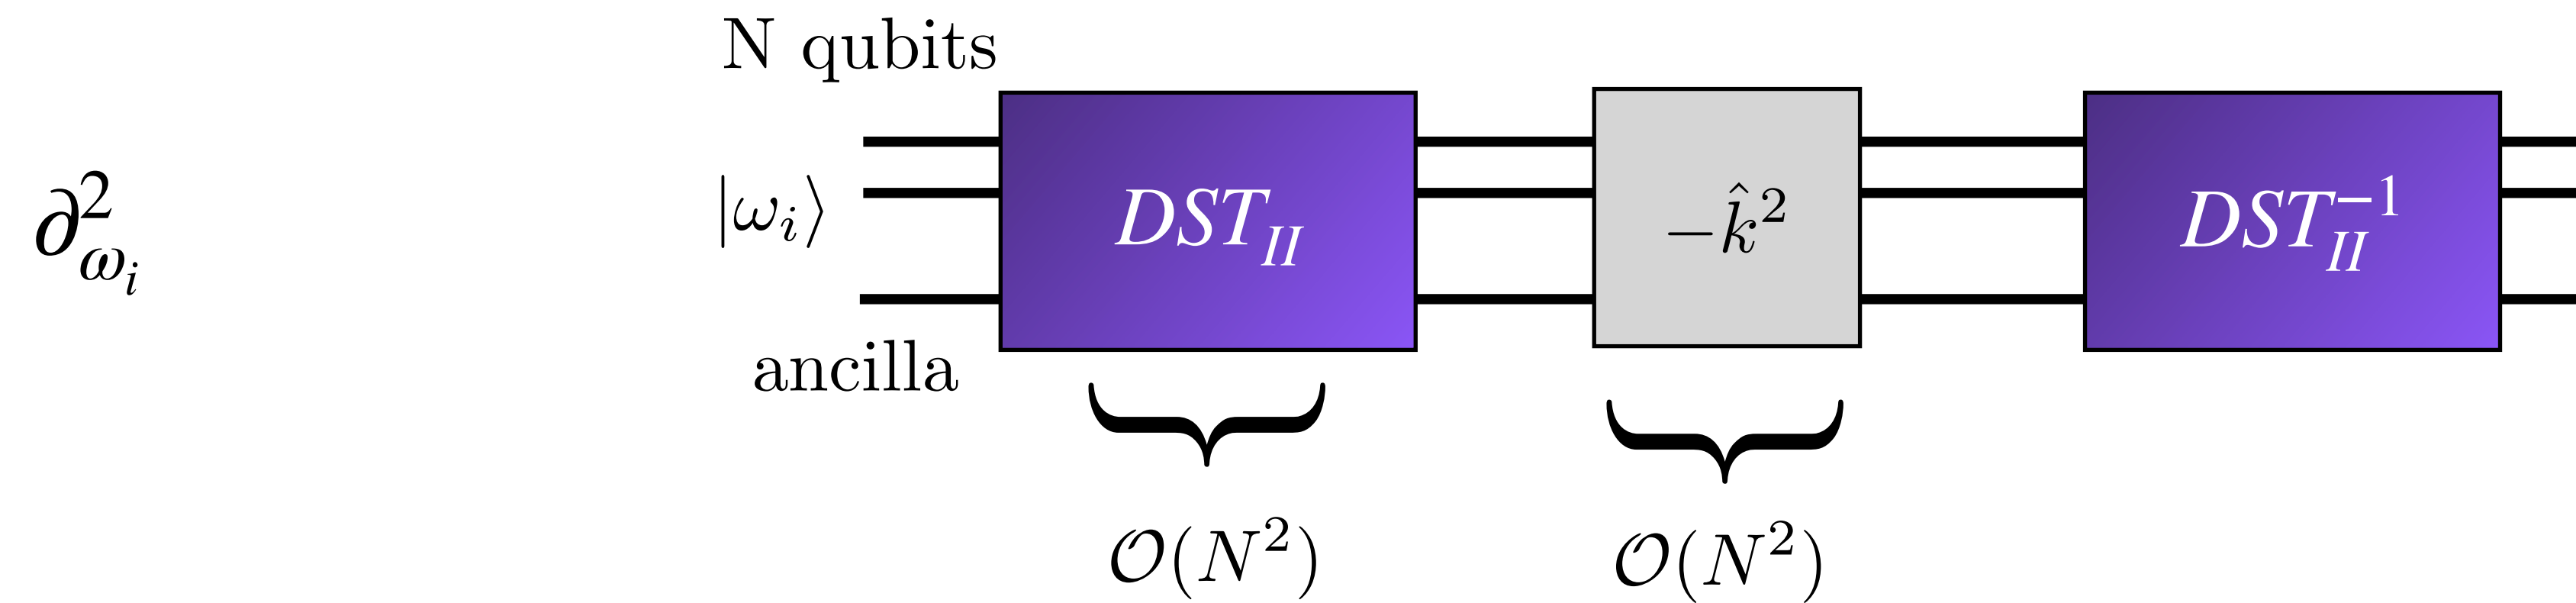 N qubits
∂²_{ω_i}
|ω_i⟩
DST_{II}
−k̂²
DST_{II}^{−1}
ancilla
𝒪(N²)
𝒪(N²)